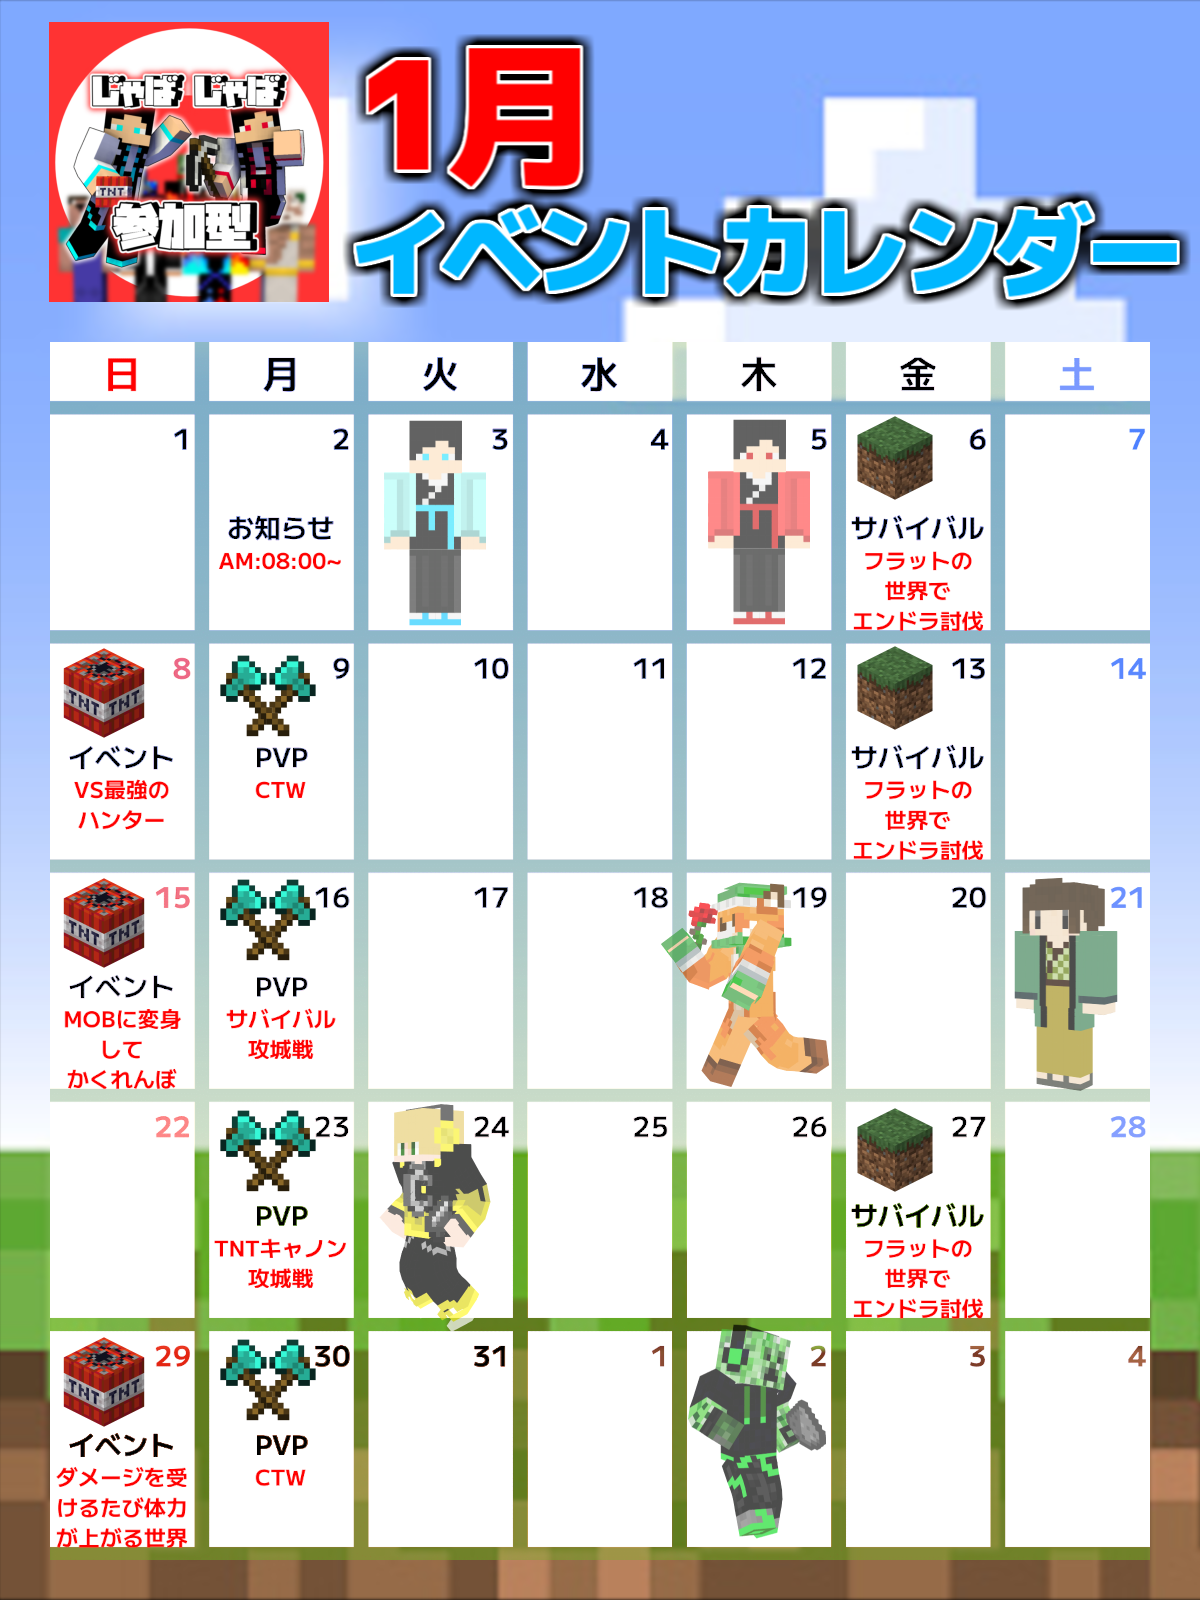 じゃぱ じゃぱ
TNT
参加型
1月
イベントカレンダー
日 月 火 水 木 金 土
1 2 3 4 5 6 7
お知らせ
AM:08:00~
サバイバル
フラットの
世界で
エンドラ討伐
8 9 10 11 12 13 14
TNT TNT
イベント
VS最強の
ハンター
PVP
CTW
サバイバル
フラットの
世界で
エンドラ討伐
15 16 17 18 19 20 21
TNT TNT
イベント
MOBに変身
して
かくれんぼ
PVP
サバイバル
攻城戦
22 23 24 25 26 27 28
PVP
TNTキャノン
攻城戦
サバイバル
フラットの
世界で
エンドラ討伐
29 30 31 1 2 3 4
TNT TNT
イベント
ダメージを受
けるたび体力
が上がる世界
PVP
CTW